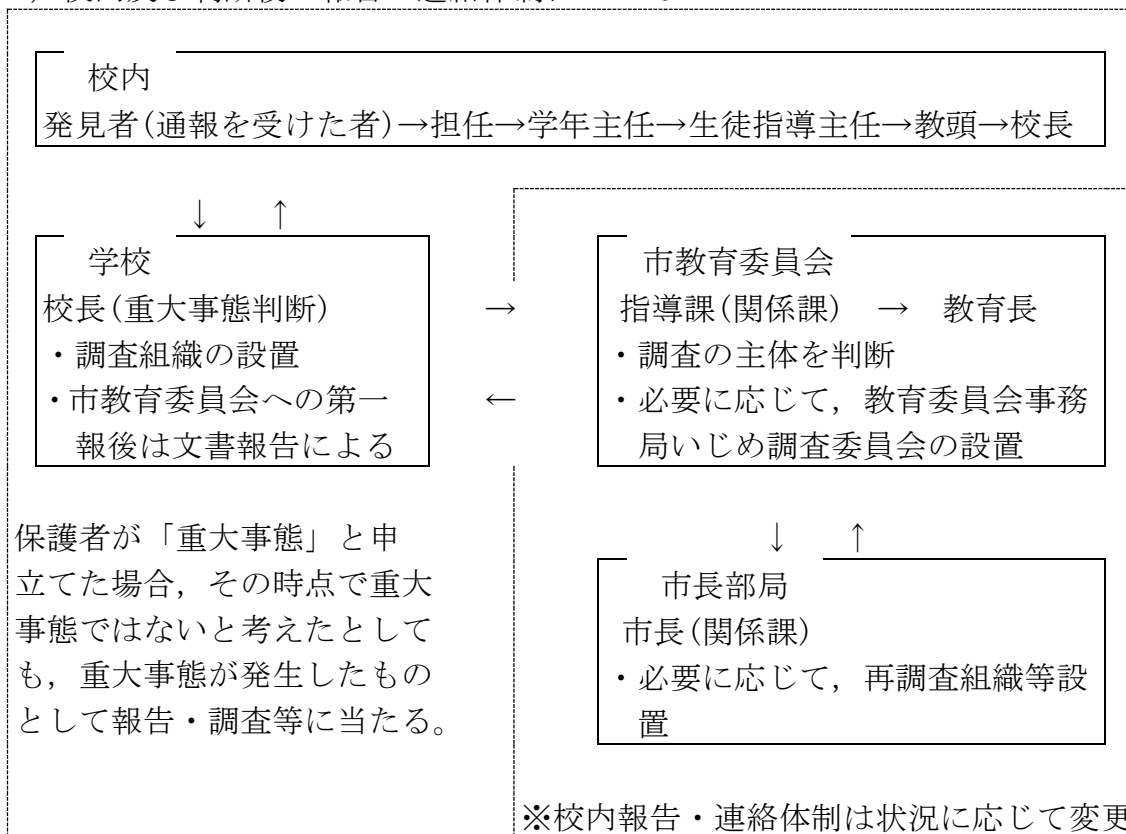 校内
発見者(通報を受けた者)→担任→学年主任→生徒指導主任→教頭→校長
↓ ↑
学校
校長(重大事態判断)
・調査組織の設置
・市教育委員会への第一
報後は文書報告による
→
←
市教育委員会
指導課(関係課) → 教育長
・調査の主体を判断
・必要に応じて，教育委員会事務
局いじめ調査委員会の設置
保護者が「重大事態」と申
立てた場合，その時点で重大
事態ではないと考えたとして
も，重大事態が発生したもの
として報告・調査等に当たる。
↓ ↑
市長部局
市長(関係課)
・必要に応じて，再調査組織等設
置
※校内報告・連絡体制は状況に応じて変更